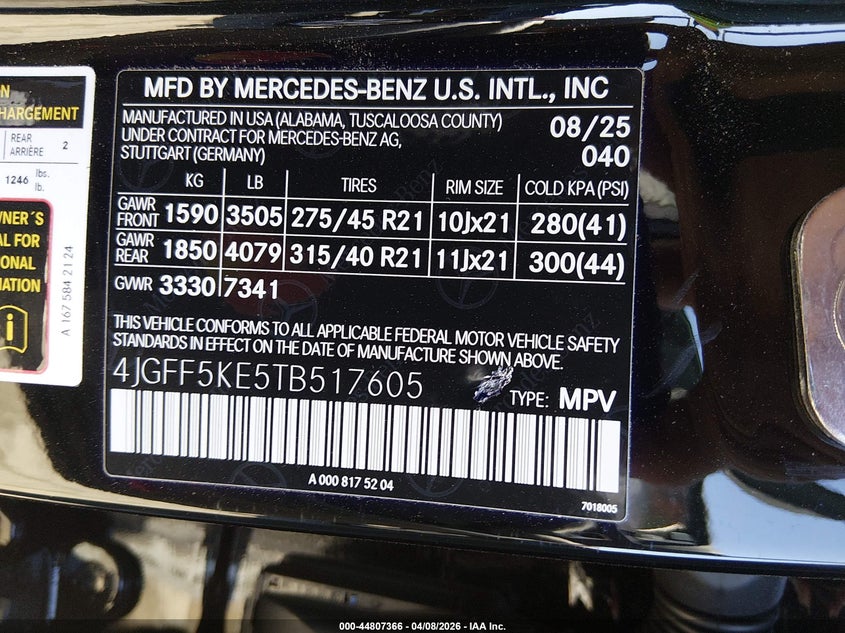 ON
CHARGEMENT
REAR
ARRIÈRE
2
1246 lbs.
lb.
OWNER´S
AL FOR
IONAL
MATION
A 167 584 21 24
MFD BY MERCEDES-BENZ U.S. INTL., INC
MANUFACTURED IN USA (ALABAMA, TUSCALOOSA COUNTY)
UNDER CONTRACT FOR MERCEDES-BENZ AG,
STUTTGART (GERMANY)
08/25
040
KG LB TIRES RIM SIZE COLD KPA (PSI)
GAWR FRONT 1590 3505 275/45 R21 10Jx21 280(41)
GAWR REAR 1850 4079 315/40 R21 11Jx21 300(44)
GVWR 3330 7341
THIS VEHICLE CONFORMS TO ALL APPLICABLE FEDERAL MOTOR VEHICLE SAFETY
STANDARDS IN EFFECT ON THE DATE OF MANUFACTURE SHOWN ABOVE.
4JGFF5KE5TB517605
TYPE: MPV
A 000 817 52 04
7018005
000-44807366 - 04/08/2026 - IAA Inc.